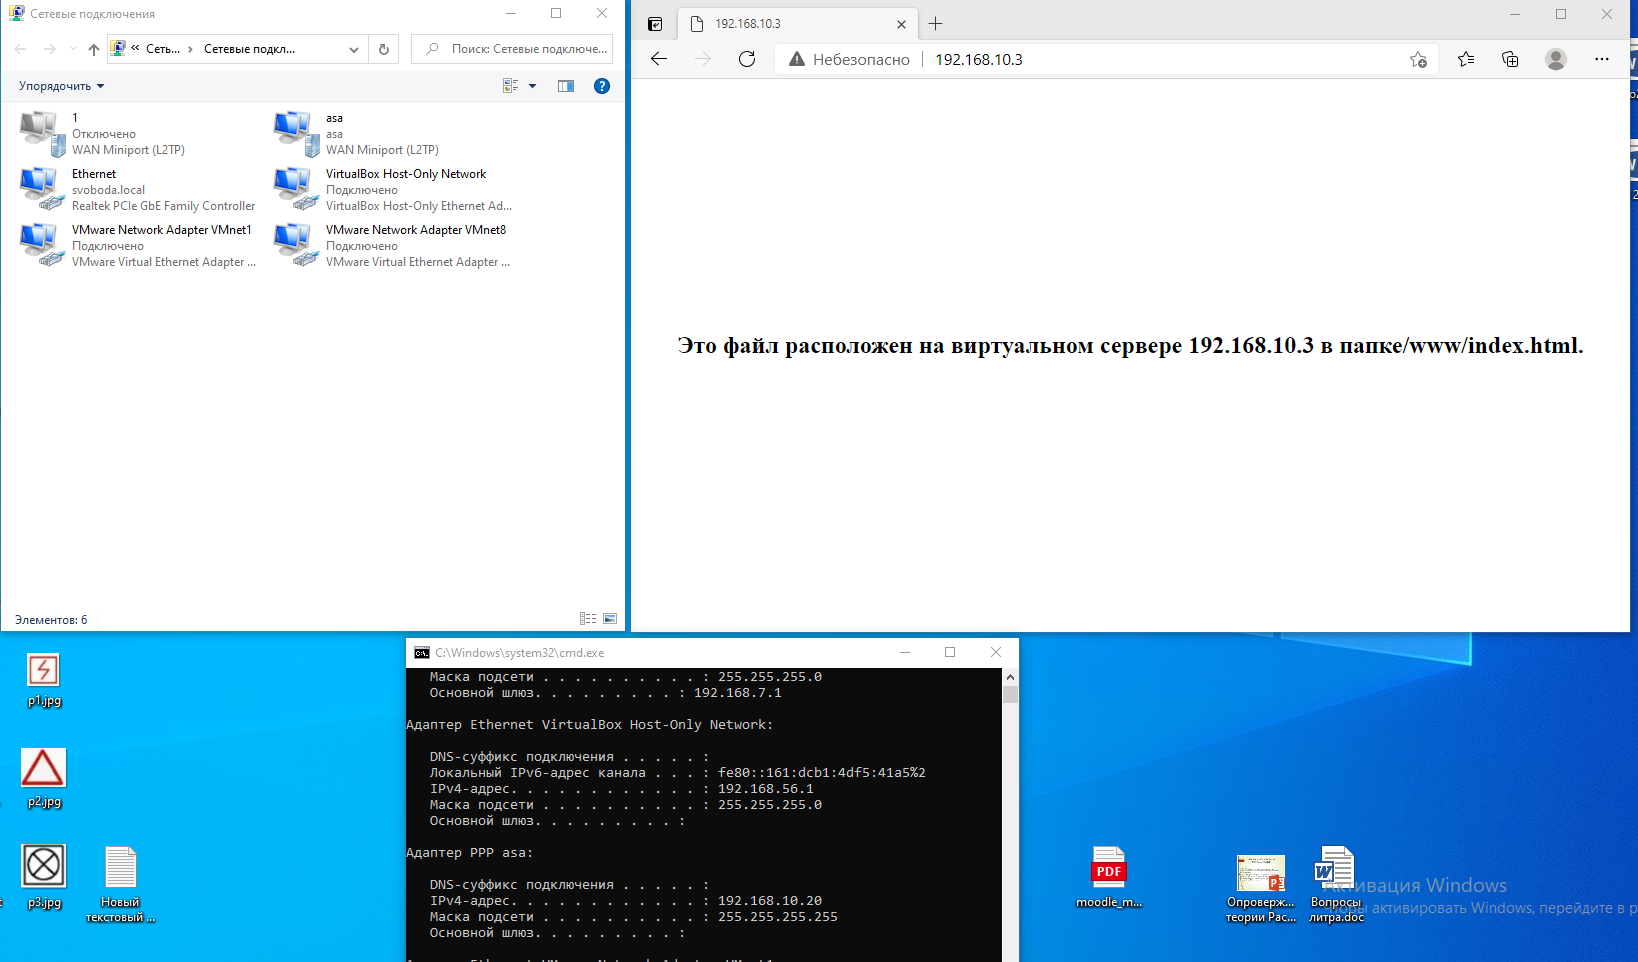 Сетевые подключения
« Сеть... › Сетевые подкл...
Поиск: Сетевые подключе...
Упорядочить
1
Отключено
WAN Miniport (L2TP)
asa
asa
WAN Miniport (L2TP)
Ethernet
svoboda.local
Realtek PCIe GbE Family Controller
VirtualBox Host-Only Network
Подключено
VirtualBox Host-Only Ethernet Ad...
VMware Network Adapter VMnet1
Подключено
VMware Virtual Ethernet Adapter ...
VMware Network Adapter VMnet8
Подключено
VMware Virtual Ethernet Adapter ...
Элементов: 6
192.168.10.3
Небезопасно | 192.168.10.3
Это файл расположен на виртуальном сервере 192.168.10.3 в папке/www/index.html.
C:\Windows\system32\cmd.exe
Маска подсети . . . . . . . . . . : 255.255.255.0
Основной шлюз. . . . . . . . . : 192.168.7.1
Адаптер Ethernet VirtualBox Host-Only Network:
DNS-суффикс подключения . . . . . :
Локальный IPv6-адрес канала . . . : fe80::161:dcb1:4df5:41a5%2
IPv4-адрес. . . . . . . . . . . . : 192.168.56.1
Маска подсети . . . . . . . . . . : 255.255.255.0
Основной шлюз. . . . . . . . . :
Адаптер PPP asa:
DNS-суффикс подключения . . . . . :
IPv4-адрес. . . . . . . . . . . . : 192.168.10.20
Маска подсети . . . . . . . . . . : 255.255.255.255
Основной шлюз. . . . . . . . . :
p1.jpg
p2.jpg
p3.jpg
Новый
текстовый ...
PDF
moodle_m...
Опроверж...
теории Рас...
Вопросы
литра.doc
Активация Windows
Чтобы активировать Windows, перейдите в р